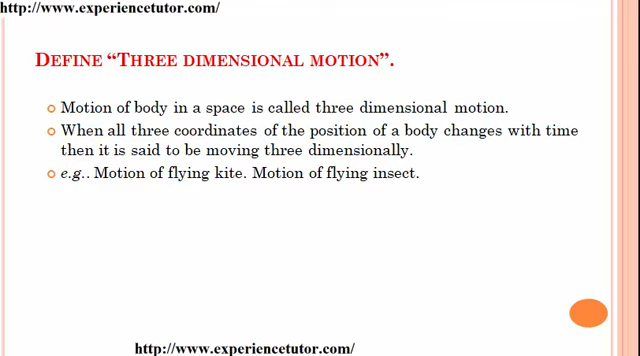 http://www.experiencetutor.com/
DEFINE “THREE DIMENSIONAL MOTION”.
Motion of body in a space is called three dimensional motion.
When all three coordinates of the position of a body changes with time
then it is said to be moving three dimensionally.
e.g.. Motion of flying kite. Motion of flying insect.
http://www.experiencetutor.com/